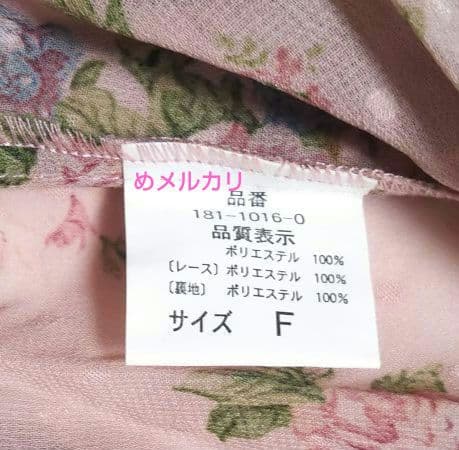 めメルカリ
品番
181-1016-0
品質表示
ポリエステル 100%
〔レース〕ポリエステル 100%
〔裏地〕 ポリエステル 100%
サイズ F